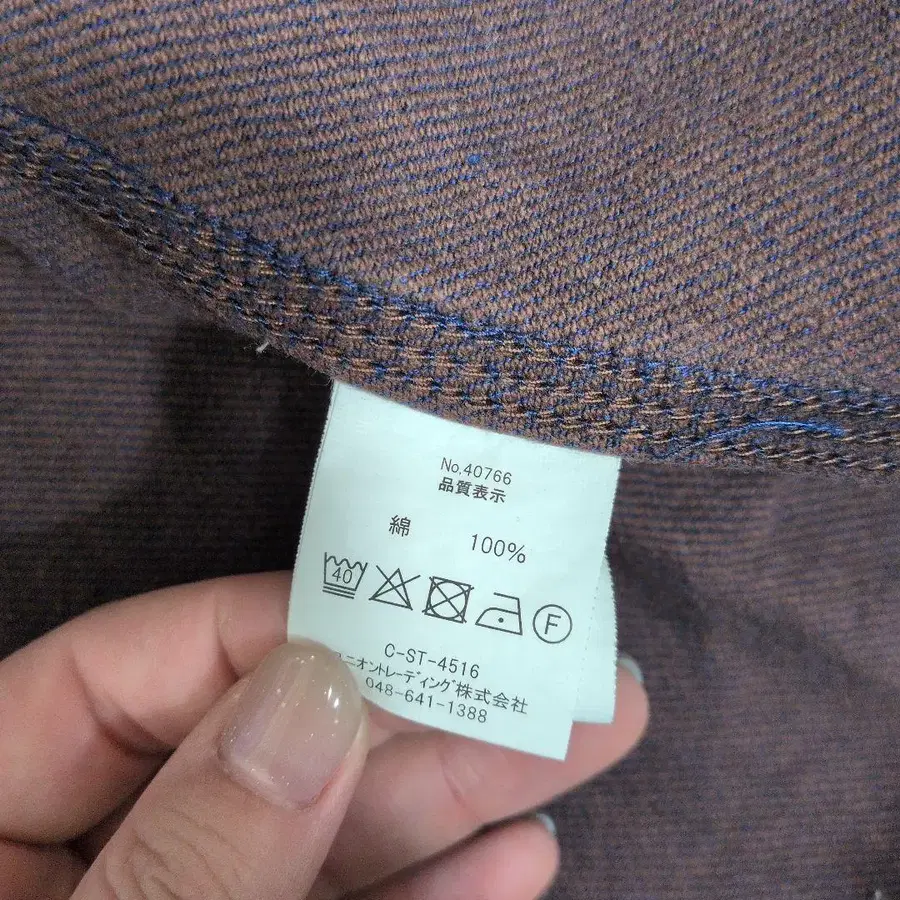 No.40766
品質表示
綿 100%
40 F
C-ST-4516
ニオントレーディング株式会社
048-641-1388